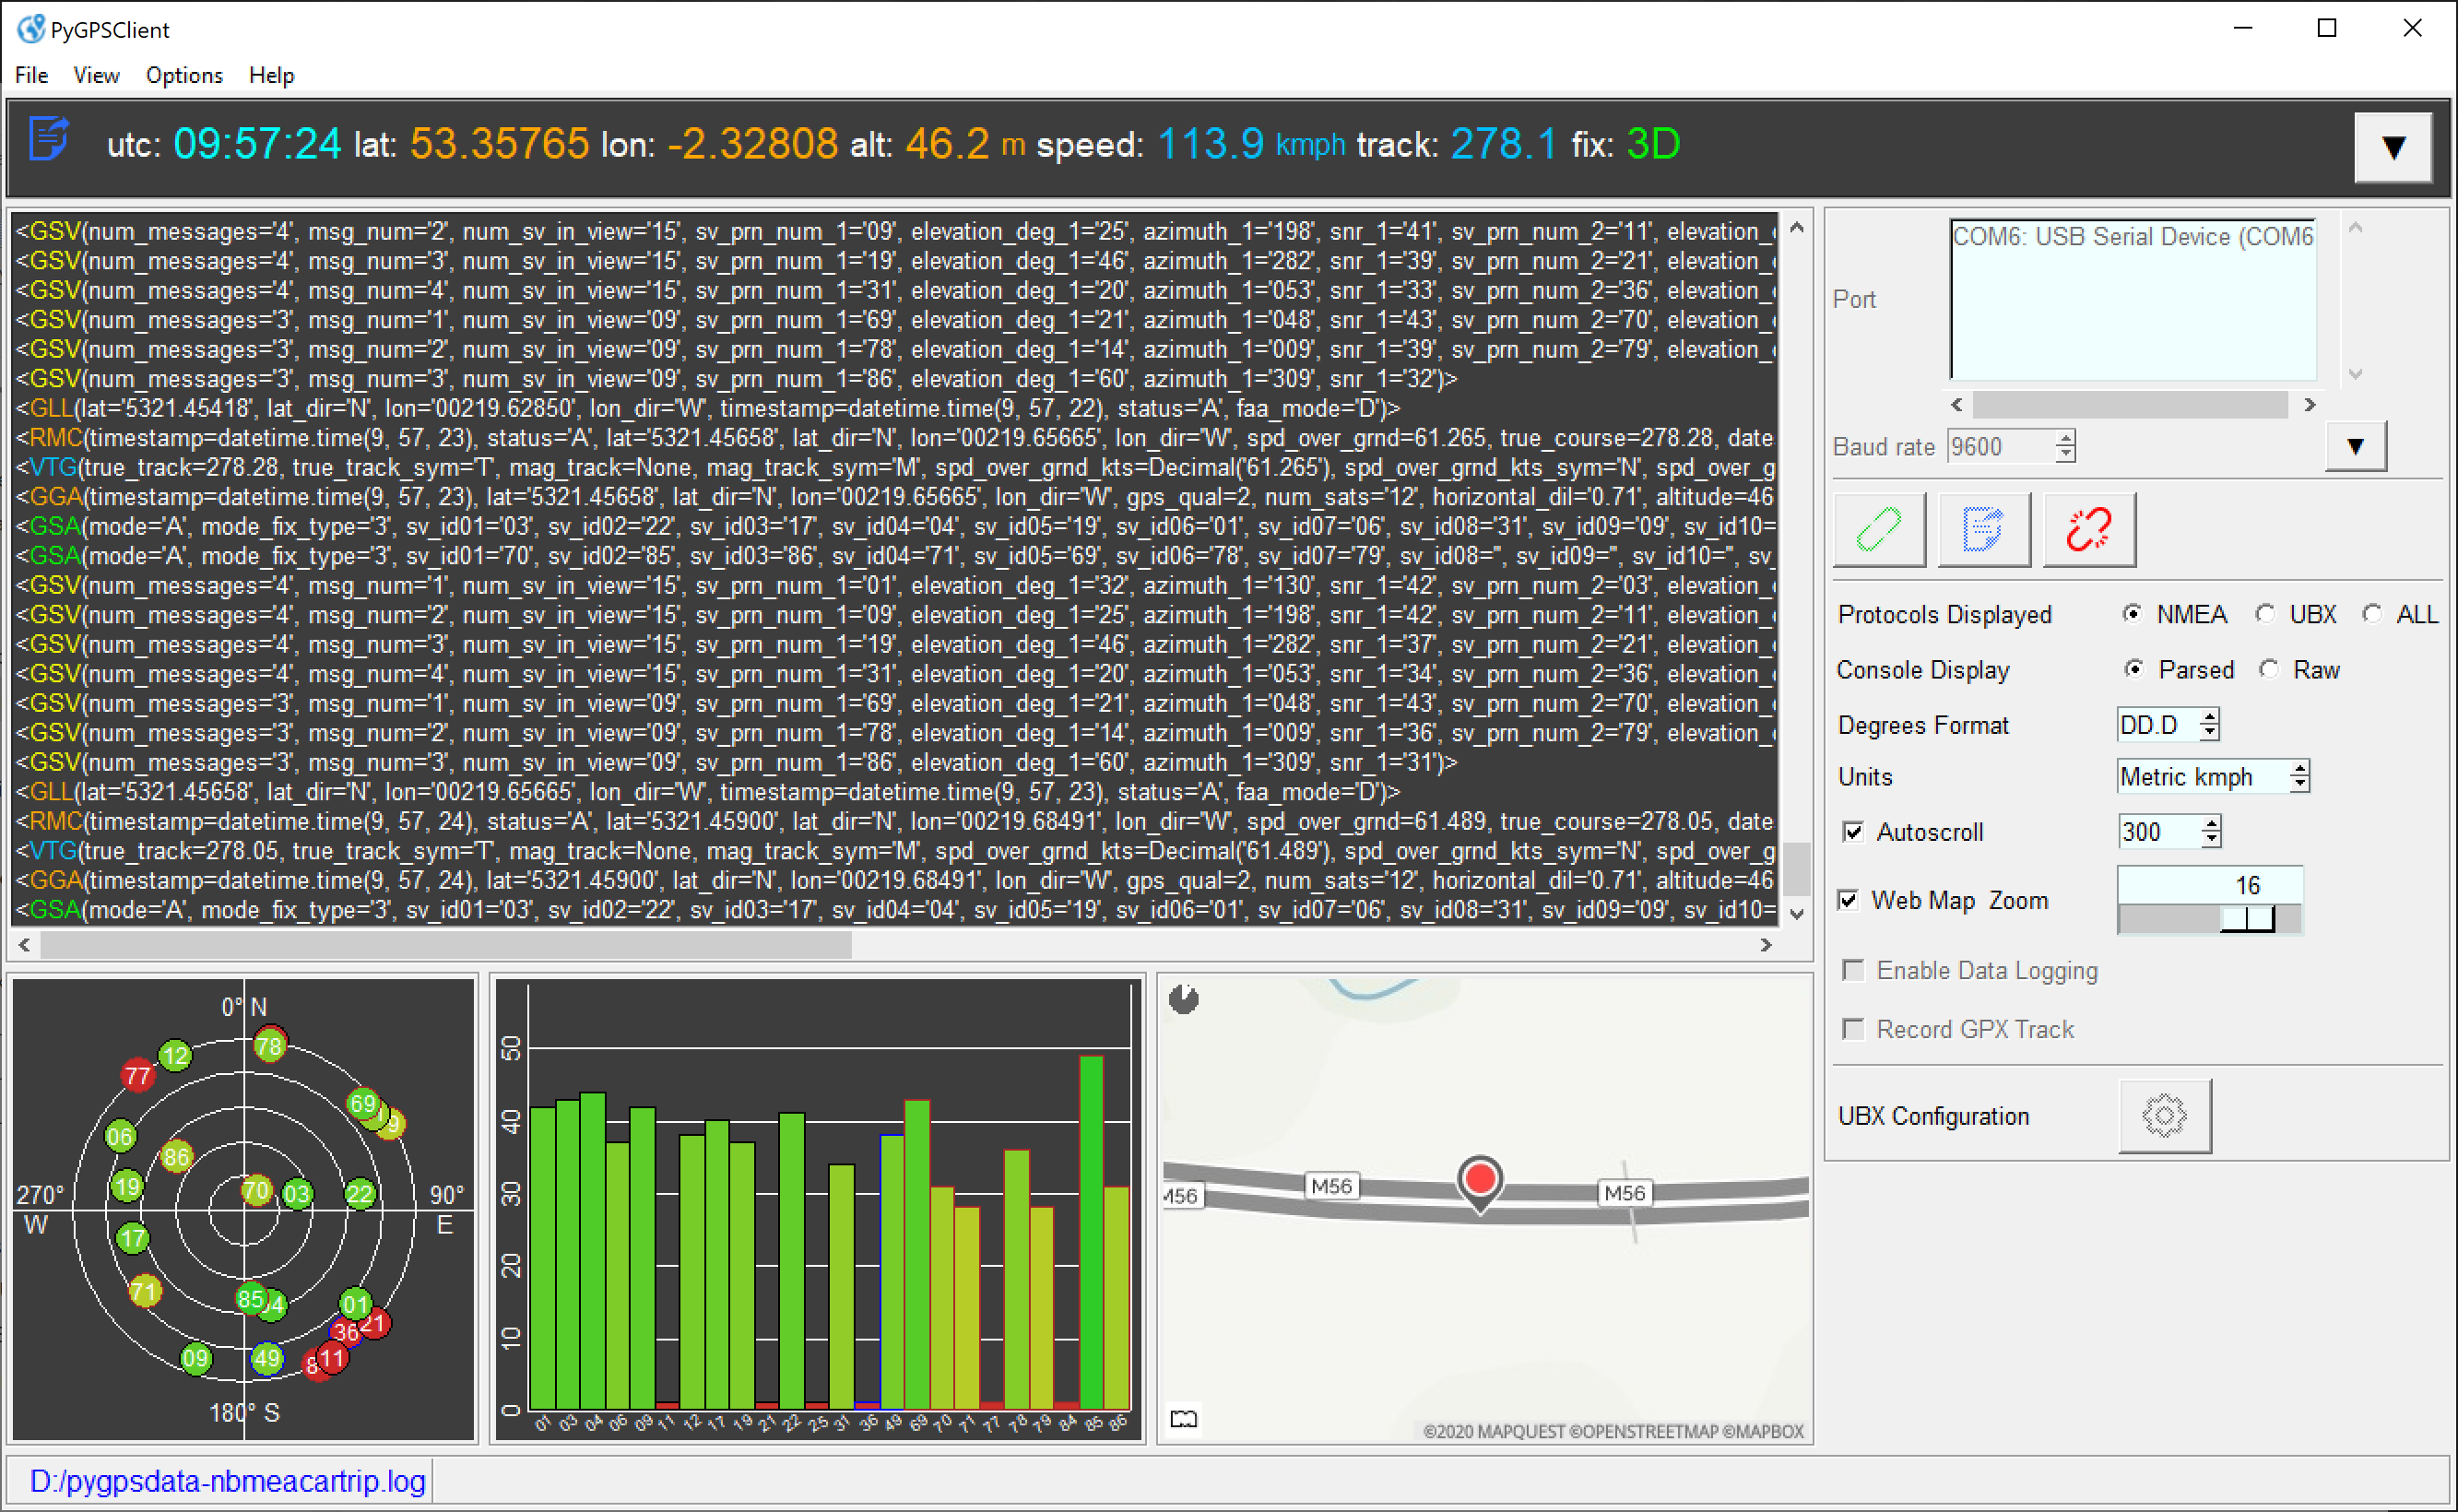 PyGPSClient
File View Options Help
utc: 09:57:24 lat: 53.35765 lon: -2.32808 alt: 46.2 m speed: 113.9 kmph track: 278.1 fix: 3D
▼
<GSV(num_messages='4', msg_num='2', num_sv_in_view='15', sv_prn_num_1='09', elevation_deg_1='25', azimuth_1='198', snr_1='41', sv_prn_num_2='11', elevation_
<GSV(num_messages='4', msg_num='3', num_sv_in_view='15', sv_prn_num_1='19', elevation_deg_1='46', azimuth_1='282', snr_1='39', sv_prn_num_2='21', elevation_
<GSV(num_messages='4', msg_num='4', num_sv_in_view='15', sv_prn_num_1='31', elevation_deg_1='20', azimuth_1='053', snr_1='33', sv_prn_num_2='36', elevation_
<GSV(num_messages='3', msg_num='1', num_sv_in_view='09', sv_prn_num_1='69', elevation_deg_1='21', azimuth_1='048', snr_1='43', sv_prn_num_2='70', elevation_
<GSV(num_messages='3', msg_num='2', num_sv_in_view='09', sv_prn_num_1='78', elevation_deg_1='14', azimuth_1='009', snr_1='39', sv_prn_num_2='79', elevation_
<GSV(num_messages='3', msg_num='3', num_sv_in_view='09', sv_prn_num_1='86', elevation_deg_1='60', azimuth_1='309', snr_1='32')>
<GLL(lat='5321.45418', lat_dir='N', lon='00219.62850', lon_dir='W', timestamp=datetime.time(9, 57, 22), status='A', faa_mode='D')>
<RMC(timestamp=datetime.time(9, 57, 23), status='A', lat='5321.45658', lat_dir='N', lon='00219.65665', lon_dir='W', spd_over_grnd=61.265, true_course=278.28, date
<VTG(true_track=278.28, true_track_sym='T', mag_track=None, mag_track_sym='M', spd_over_grnd_kts=Decimal('61.265'), spd_over_grnd_kts_sym='N', spd_over_g
<GGA(timestamp=datetime.time(9, 57, 23), lat='5321.45658', lat_dir='N', lon='00219.65665', lon_dir='W', gps_qual=2, num_sats='12', horizontal_dil='0.71', altitude=46
<GSA(mode='A', mode_fix_type='3', sv_id01='03', sv_id02='22', sv_id03='17', sv_id04='04', sv_id05='19', sv_id06='01', sv_id07='06', sv_id08='31', sv_id09='09', sv_id10=
<GSA(mode='A', mode_fix_type='3', sv_id01='70', sv_id02='85', sv_id03='86', sv_id04='71', sv_id05='69', sv_id06='78', sv_id07='79', sv_id08='', sv_id09='', sv_id10='', sv_
<GSV(num_messages='4', msg_num='1', num_sv_in_view='15', sv_prn_num_1='01', elevation_deg_1='32', azimuth_1='130', snr_1='42', sv_prn_num_2='03', elevation_
<GSV(num_messages='4', msg_num='2', num_sv_in_view='15', sv_prn_num_1='09', elevation_deg_1='25', azimuth_1='198', snr_1='42', sv_prn_num_2='11', elevation_
<GSV(num_messages='4', msg_num='3', num_sv_in_view='15', sv_prn_num_1='19', elevation_deg_1='46', azimuth_1='282', snr_1='37', sv_prn_num_2='21', elevation_
<GSV(num_messages='4', msg_num='4', num_sv_in_view='15', sv_prn_num_1='31', elevation_deg_1='20', azimuth_1='053', snr_1='34', sv_prn_num_2='36', elevation_
<GSV(num_messages='3', msg_num='1', num_sv_in_view='09', sv_prn_num_1='69', elevation_deg_1='21', azimuth_1='048', snr_1='43', sv_prn_num_2='70', elevation_
<GSV(num_messages='3', msg_num='2', num_sv_in_view='09', sv_prn_num_1='78', elevation_deg_1='14', azimuth_1='009', snr_1='36', sv_prn_num_2='79', elevation_
<GSV(num_messages='3', msg_num='3', num_sv_in_view='09', sv_prn_num_1='86', elevation_deg_1='60', azimuth_1='309', snr_1='31')>
<GLL(lat='5321.45658', lat_dir='N', lon='00219.65665', lon_dir='W', timestamp=datetime.time(9, 57, 23), status='A', faa_mode='D')>
<RMC(timestamp=datetime.time(9, 57, 24), status='A', lat='5321.45900', lat_dir='N', lon='00219.68491', lon_dir='W', spd_over_grnd=61.489, true_course=278.05, date
<VTG(true_track=278.05, true_track_sym='T', mag_track=None, mag_track_sym='M', spd_over_grnd_kts=Decimal('61.489'), spd_over_grnd_kts_sym='N', spd_over_g
<GGA(timestamp=datetime.time(9, 57, 24), lat='5321.45900', lat_dir='N', lon='00219.68491', lon_dir='W', gps_qual=2, num_sats='12', horizontal_dil='0.71', altitude=46
<GSA(mode='A', mode_fix_type='3', sv_id01='03', sv_id02='22', sv_id03='17', sv_id04='04', sv_id05='19', sv_id06='01', sv_id07='06', sv_id08='31', sv_id09='09', sv_id10=
Port
COM6: USB Serial Device (COM6
Baud rate 9600
▼
Protocols Displayed NMEA UBX ALL
Console Display Parsed Raw
Degrees Format DD.D
Units Metric kmph
Autoscroll 300
Web Map Zoom 16
Enable Data Logging
Record GPX Track
UBX Configuration
0° N
78
12
77
69
9
06
86
19
70
03
22
270°
W
90°
E
17
71
85
04
01
36
21
09
49
8
11
180° S
50
40
30
20
10
0
01 03 04 06 09 11 12 17 19 21 22 25 31 36 49 69 70 71 77 78 79 84 85 86
M56
M56
M56
©2020 MAPQUEST ©OPENSTREETMAP ©MAPBOX
D:/pygpsdata-nbmeacartrip.log